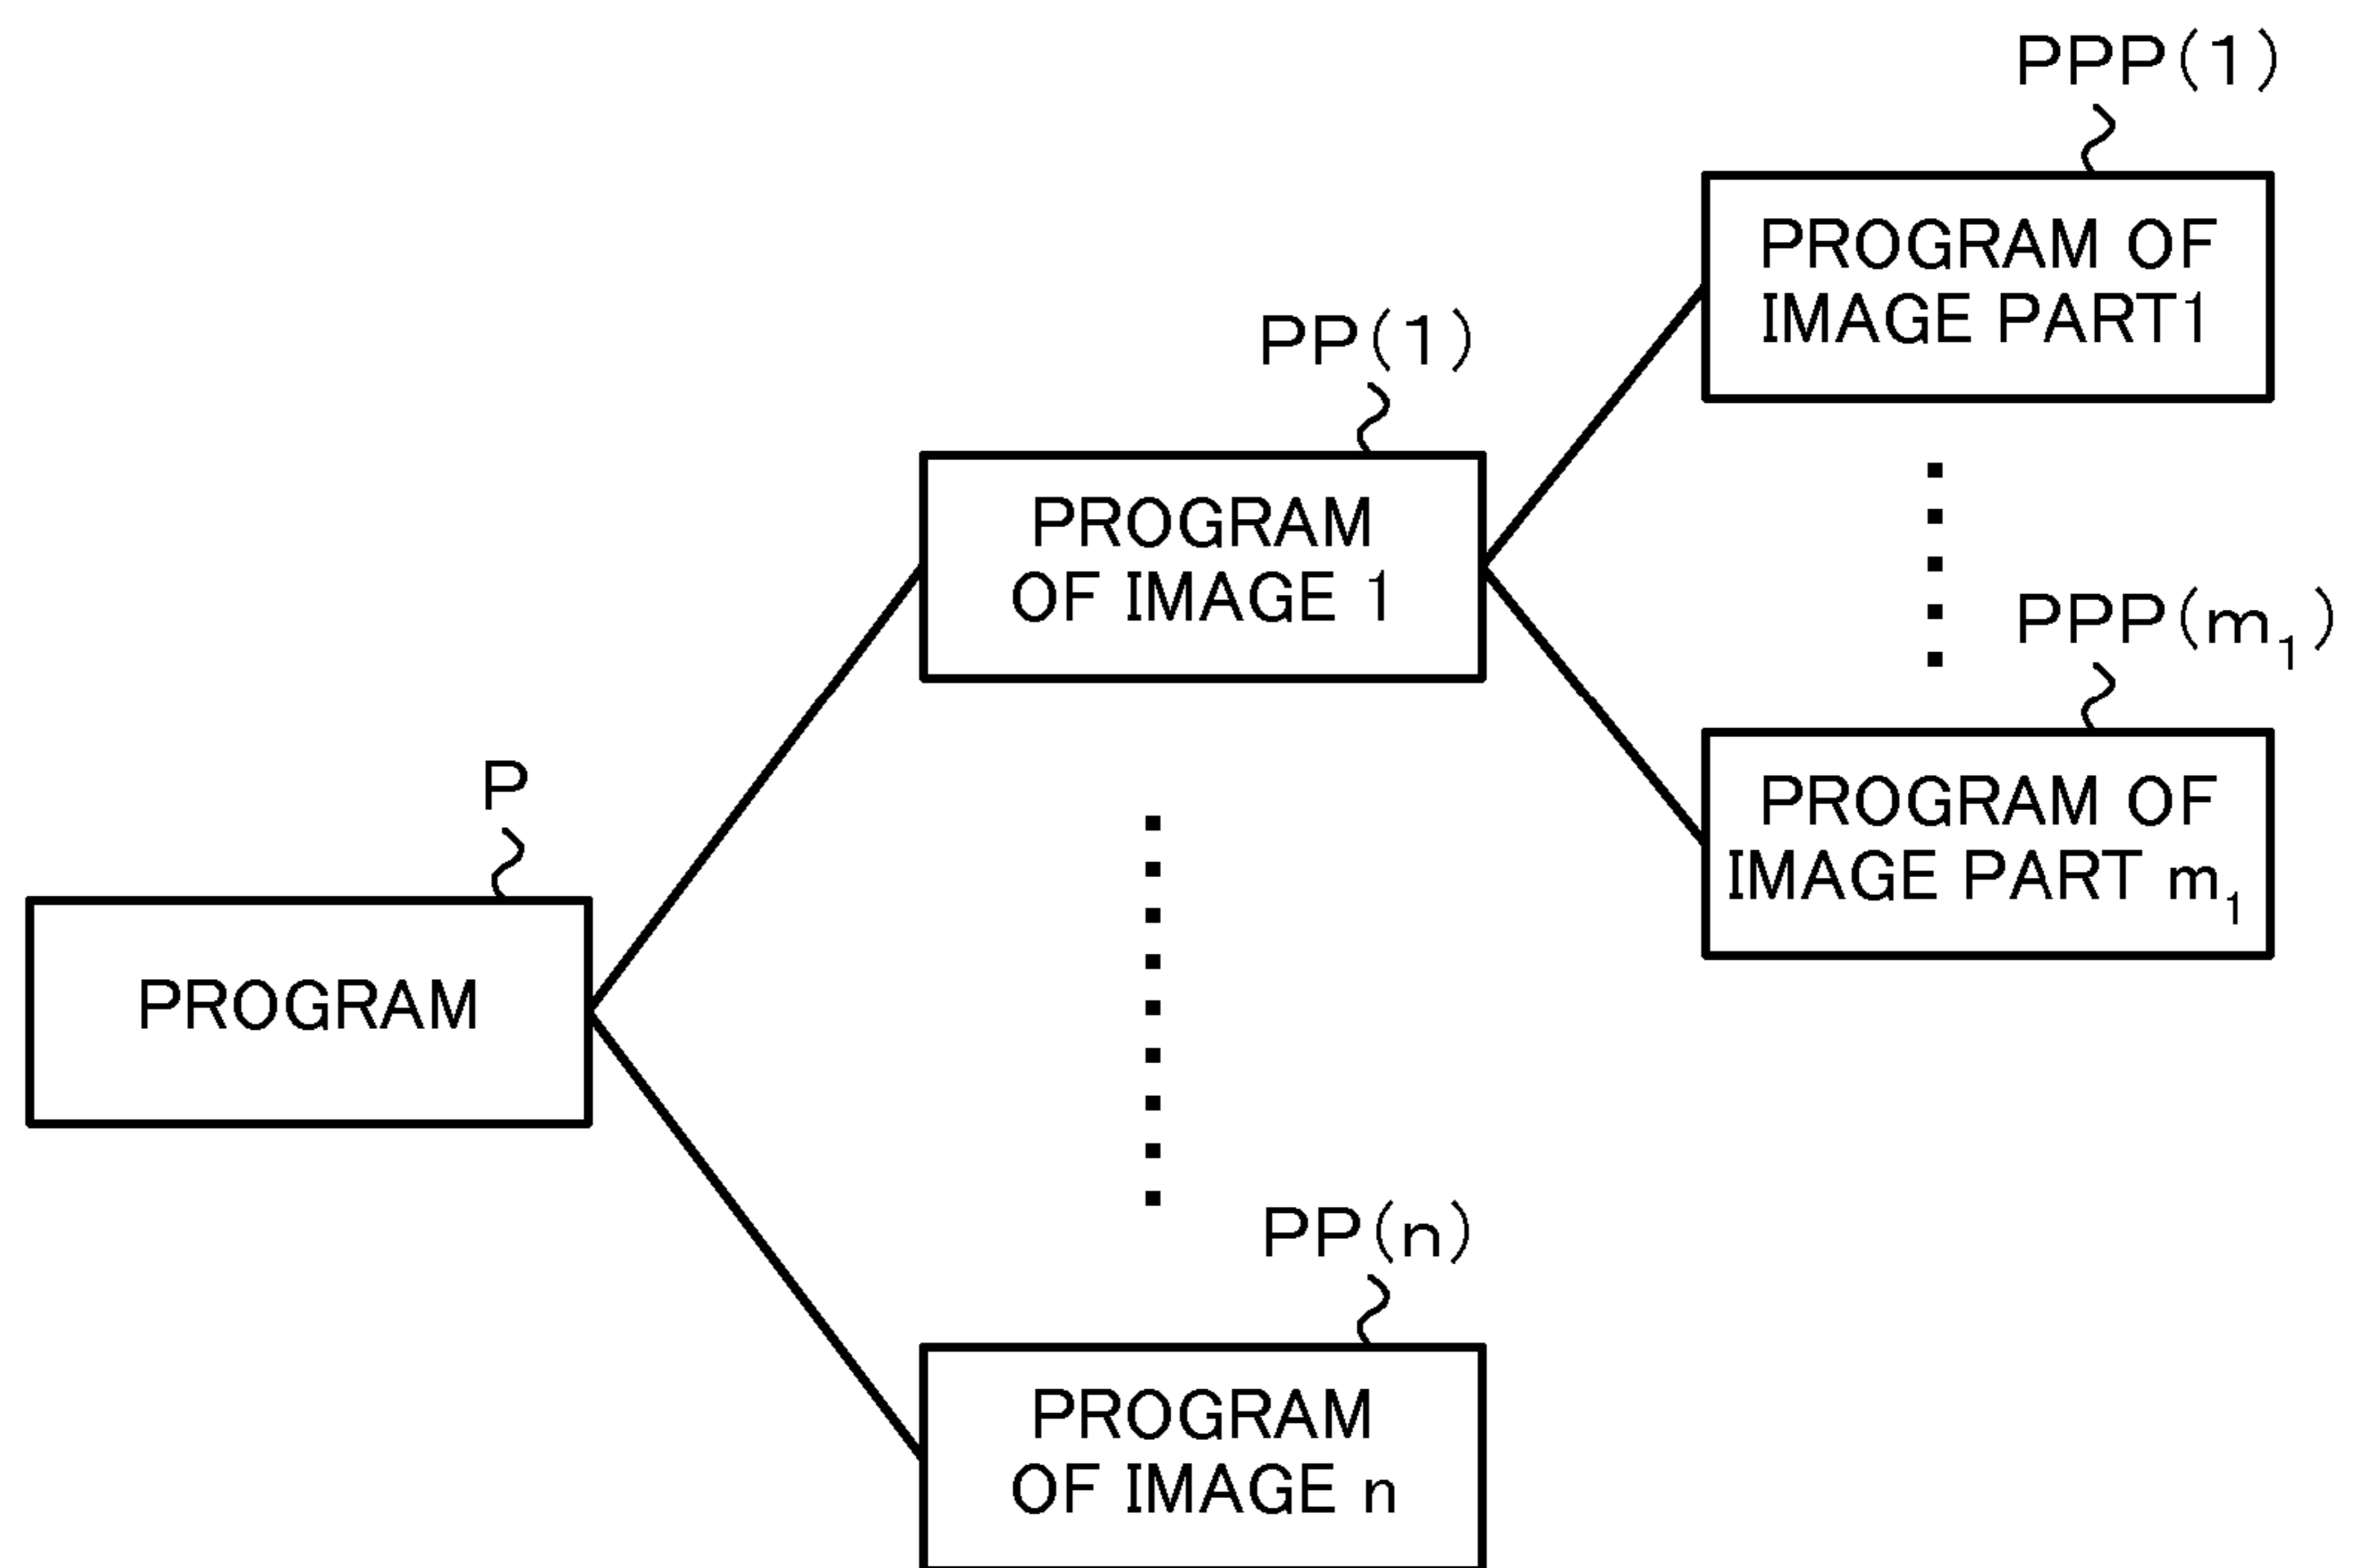 PPP(1)
PROGRAM OF
IMAGE PART1
PP(1)
PROGRAM
OF IMAGE 1
PPP(m₁)
PROGRAM OF
IMAGE PART m₁
P
PROGRAM
PP(n)
PROGRAM
OF IMAGE n